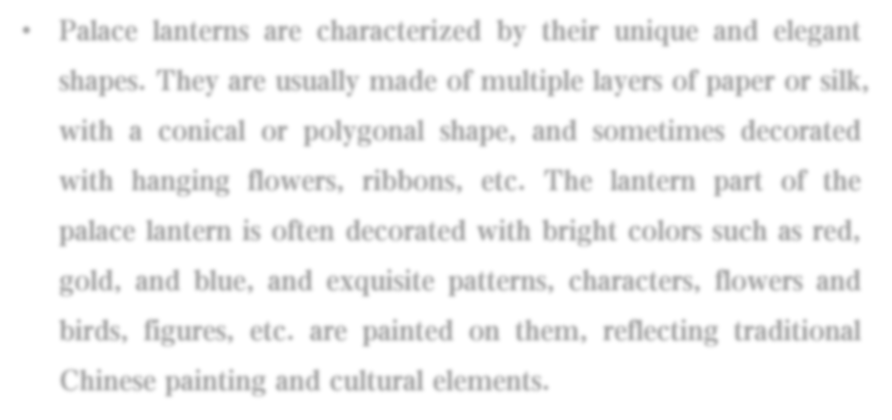 • Palace lanterns are characterized by their unique and elegant
shapes. They are usually made of multiple layers of paper or silk,
with a conical or polygonal shape, and sometimes decorated
with hanging flowers, ribbons, etc. The lantern part of the
palace lantern is often decorated with bright colors such as red,
gold, and blue, and exquisite patterns, characters, flowers and
birds, figures, etc. are painted on them, reflecting traditional
Chinese painting and cultural elements.